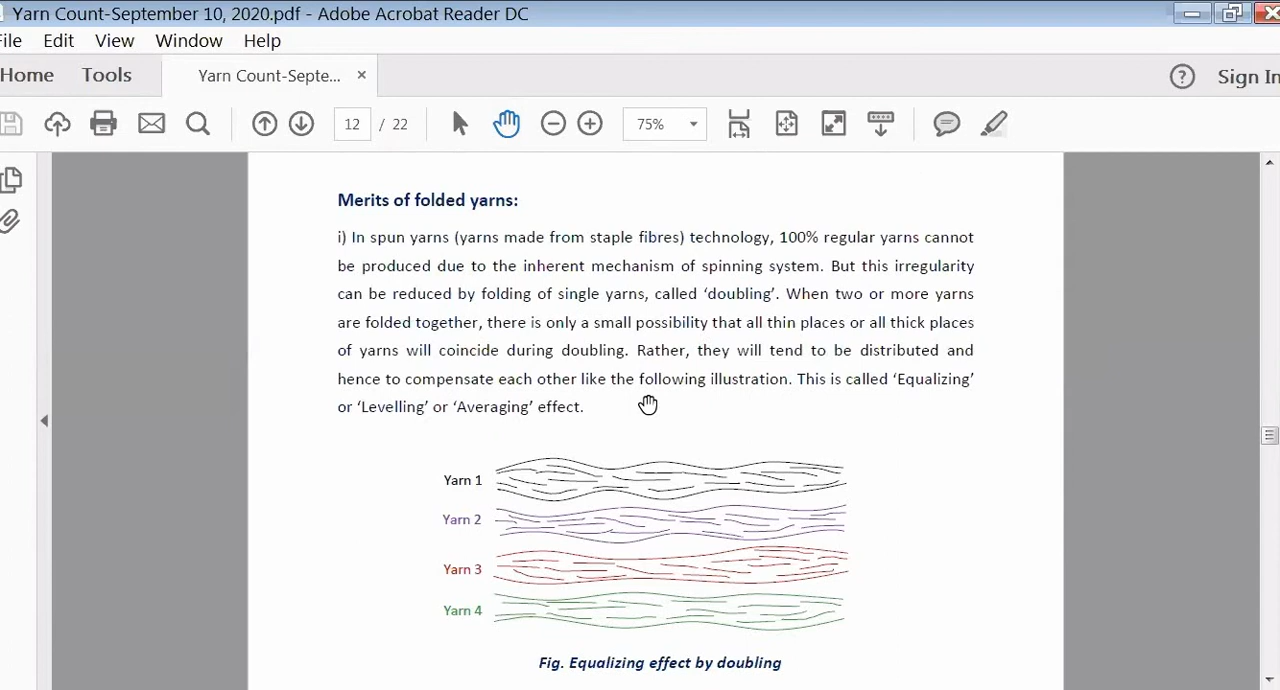 Yarn Count-September 10, 2020.pdf - Adobe Acrobat Reader DC
File Edit View Window Help
Home Tools Yarn Count-Septe... × ? Sign In
12 / 22 75%
Merits of folded yarns:
i) In spun yarns (yarns made from staple fibres) technology, 100% regular yarns cannot
be produced due to the inherent mechanism of spinning system. But this irregularity
can be reduced by folding of single yarns, called ‘doubling’. When two or more yarns
are folded together, there is only a small possibility that all thin places or all thick places
of yarns will coincide during doubling. Rather, they will tend to be distributed and
hence to compensate each other like the following illustration. This is called ‘Equalizing’
or ‘Levelling’ or ‘Averaging’ effect.
Yarn 1
Yarn 2
Yarn 3
Yarn 4
Fig. Equalizing effect by doubling